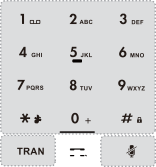 1 2 ABC 3 DEF
4 GHI 5 JKL 6 MNO
7 PQRS 8 TUV 9 WXYZ
* 0 + #
TRAN